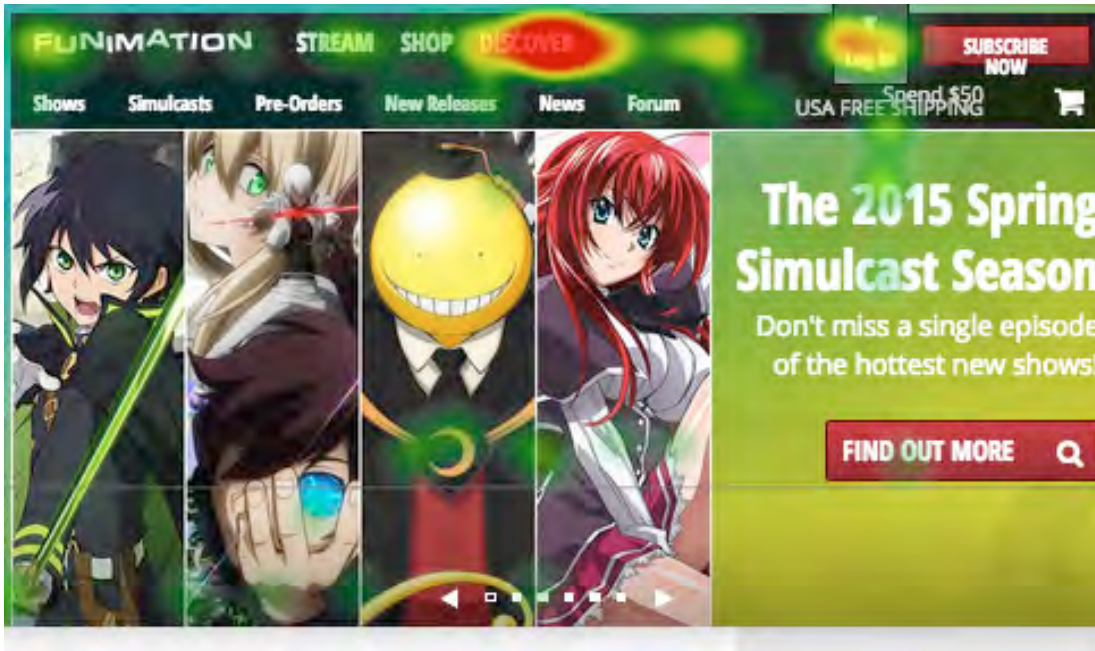 FUNIMATION STREAM SHOP DISCOVER
Log In
SUBSCRIBE
NOW
Shows Simulcasts Pre-Orders New Releases News Forum
Spend $50
USA FREE SHIPPING
The 2015 Spring
Simulcast Season
Don't miss a single episode
of the hottest new shows!
FIND OUT MORE